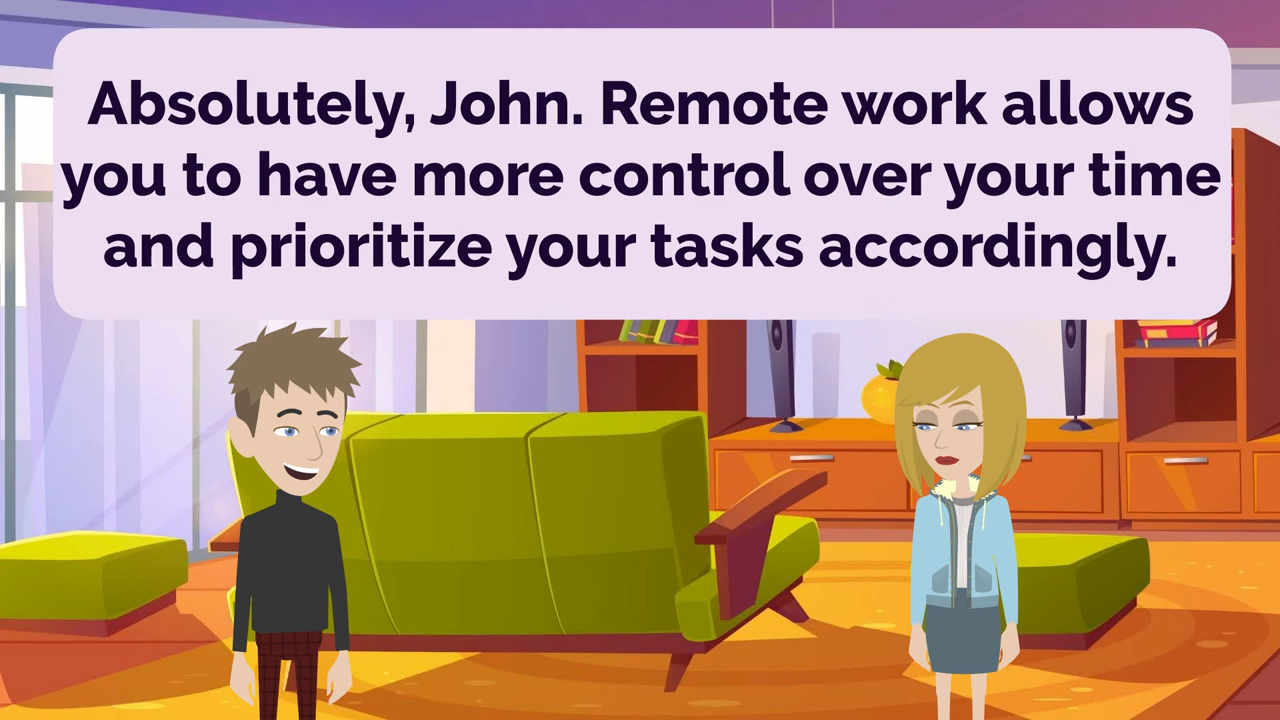 Absolutely, John. Remote work allows
you to have more control over your time
and prioritize your tasks accordingly.